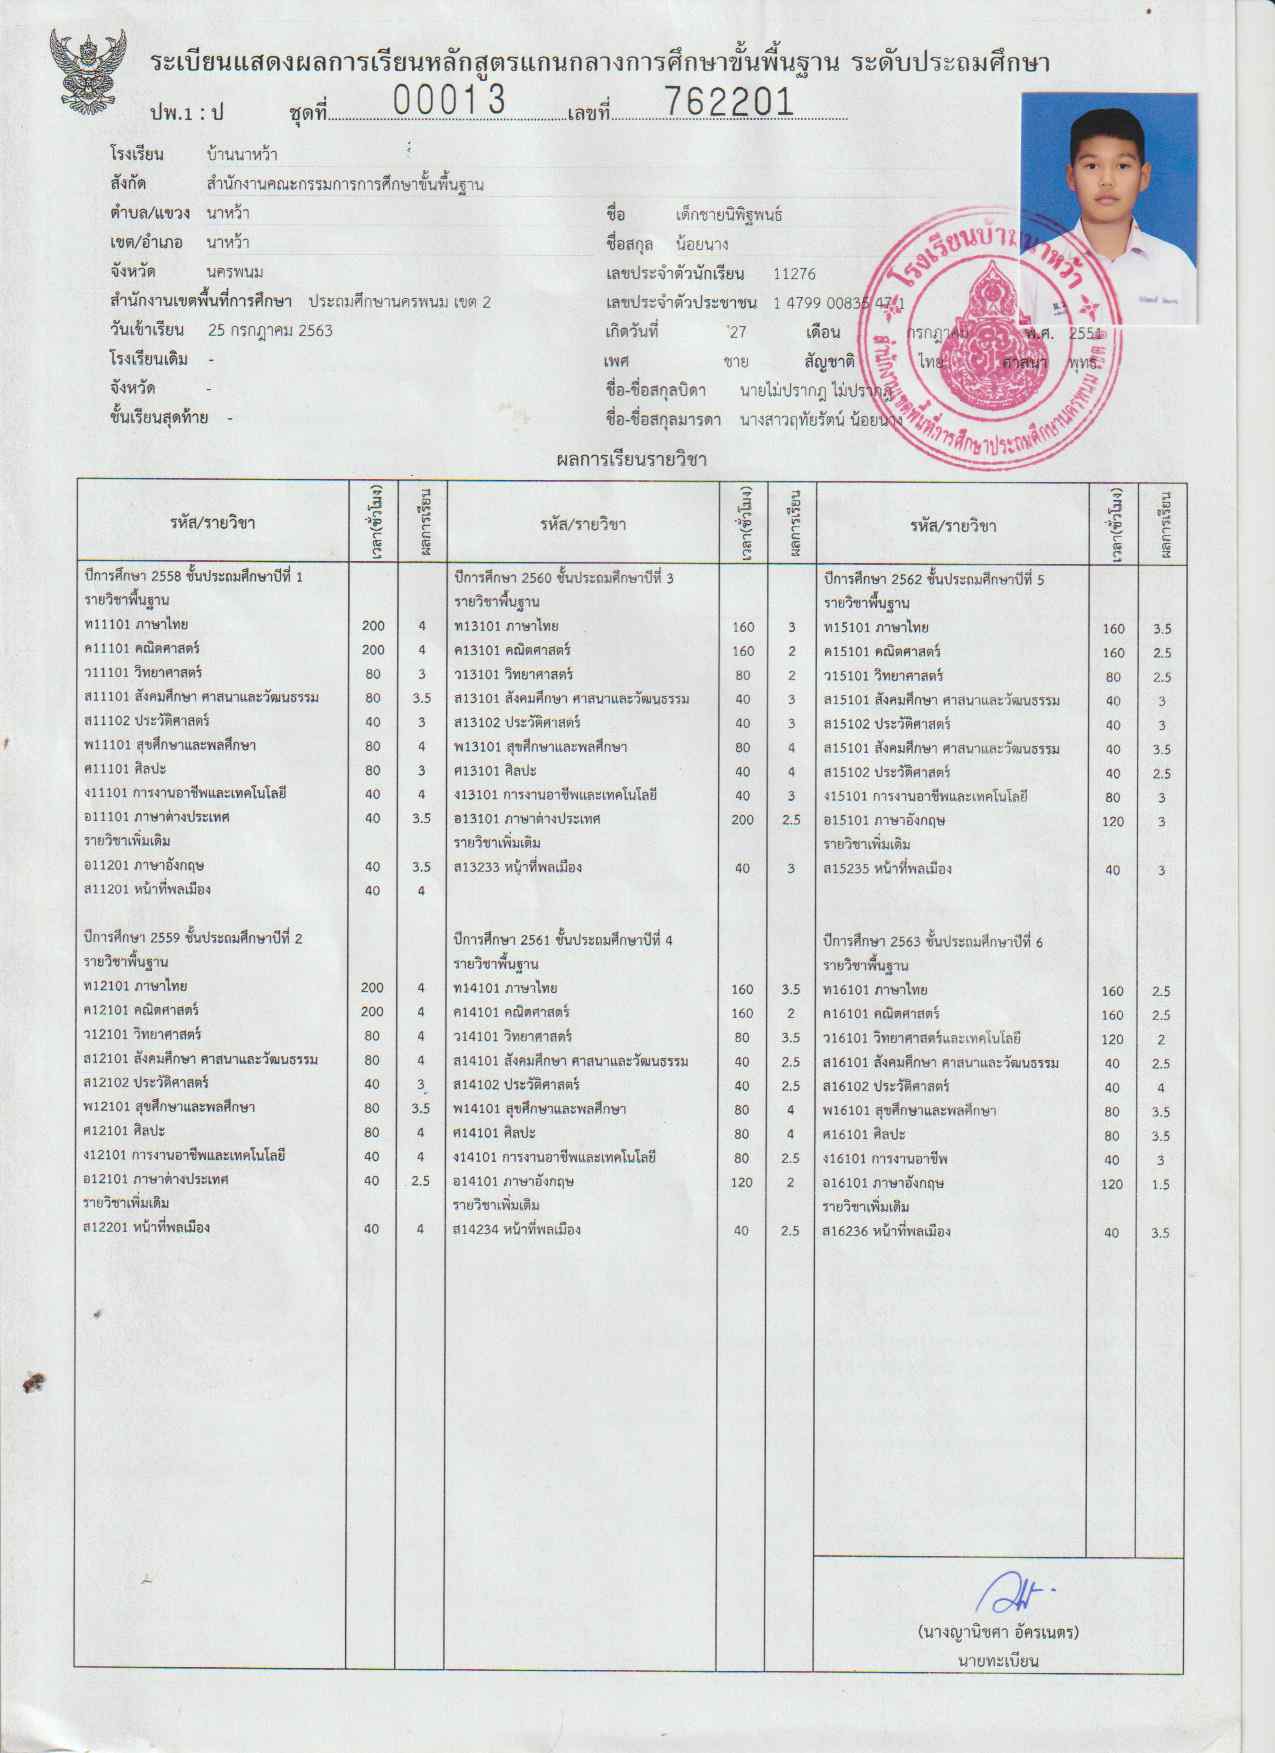 ระเบียนแสดงผลการเรียนหลักสูตรแกนกลางการศึกษาขั้นพื้นฐาน ระดับประถมศึกษา
ปพ.1 : ป ชุดที่ 00013 เลขที่ 762201
โรงเรียน บ้านนาหว้า
สังกัด สำนักงานคณะกรรมการการศึกษาขั้นพื้นฐาน
ตำบล/แขวง นาหว้า
เขต/อำเภอ นาหว้า
จังหวัด นครพนม
สำนักงานเขตพื้นที่การศึกษา ประถมศึกษานครพนม เขต 2
วันเข้าเรียน 25 กรกฎาคม 2563
โรงเรียนเดิม -
จังหวัด -
ชั้นเรียนสุดท้าย -
ชื่อ เด็กชายนิพิฐพนธ์
ชื่อสกุล น้อยนาง
เลขประจำตัวนักเรียน 11276
เลขประจำตัวประชาชน 1 4799 00835 47 1
เกิดวันที่ 27 เดือน กรกฎาคม พ.ศ. 2551
เพศ ชาย สัญชาติ ไทย ศาสนา พุทธ
ชื่อ-ชื่อสกุลบิดา นายไม่ปรากฎ ไม่ปรากฎ
ชื่อ-ชื่อสกุลมารดา นางสาวฤทัยรัตน์ น้อยนาง
โรงเรียนบ้านนาหว้า
สำนักงานเขตพื้นที่การศึกษาประถมศึกษานครพนม เขต ๒
ผลการเรียนรายวิชา
รหัส/รายวิชา เวลา(ชั่วโมง) ผลการเรียน
ปีการศึกษา 2558 ชั้นประถมศึกษาปีที่ 1
รายวิชาพื้นฐาน
ท11101 ภาษาไทย 200 4
ค11101 คณิตศาสตร์ 200 4
ว11101 วิทยาศาสตร์ 80 3
ส11101 สังคมศึกษา ศาสนาและวัฒนธรรม 80 3.5
ส11102 ประวัติศาสตร์ 40 3
พ11101 สุขศึกษาและพลศึกษา 80 4
ศ11101 ศิลปะ 80 3
ง11101 การงานอาชีพและเทคโนโลยี 40 4
อ11101 ภาษาต่างประเทศ 40 3.5
รายวิชาเพิ่มเติม
อ11201 ภาษาอังกฤษ 40 3.5
ส11201 หน้าที่พลเมือง 40 4
ปีการศึกษา 2559 ชั้นประถมศึกษาปีที่ 2
รายวิชาพื้นฐาน
ท12101 ภาษาไทย 200 4
ค12101 คณิตศาสตร์ 200 4
ว12101 วิทยาศาสตร์ 80 4
ส12101 สังคมศึกษา ศาสนาและวัฒนธรรม 80 4
ส12102 ประวัติศาสตร์ 40 3
พ12101 สุขศึกษาและพลศึกษา 80 3.5
ศ12101 ศิลปะ 80 4
ง12101 การงานอาชีพและเทคโนโลยี 40 4
อ12101 ภาษาต่างประเทศ 40 2.5
รายวิชาเพิ่มเติม
ส12201 หน้าที่พลเมือง 40 4
รหัส/รายวิชา เวลา(ชั่วโมง) ผลการเรียน
ปีการศึกษา 2560 ชั้นประถมศึกษาปีที่ 3
รายวิชาพื้นฐาน
ท13101 ภาษาไทย 160 3
ค13101 คณิตศาสตร์ 160 2
ว13101 วิทยาศาสตร์ 80 2
ส13101 สังคมศึกษา ศาสนาและวัฒนธรรม 40 3
ส13102 ประวัติศาสตร์ 40 3
พ13101 สุขศึกษาและพลศึกษา 80 4
ศ13101 ศิลปะ 40 4
ง13101 การงานอาชีพและเทคโนโลยี 40 3
อ13101 ภาษาต่างประเทศ 200 2.5
รายวิชาเพิ่มเติม
ส13233 หน้าที่พลเมือง 40 3
ปีการศึกษา 2561 ชั้นประถมศึกษาปีที่ 4
รายวิชาพื้นฐาน
ท14101 ภาษาไทย 160 3.5
ค14101 คณิตศาสตร์ 160 2
ว14101 วิทยาศาสตร์ 80 3.5
ส14101 สังคมศึกษา ศาสนาและวัฒนธรรม 40 2.5
ส14102 ประวัติศาสตร์ 40 2.5
พ14101 สุขศึกษาและพลศึกษา 80 4
ศ14101 ศิลปะ 80 4
ง14101 การงานอาชีพและเทคโนโลยี 80 2.5
อ14101 ภาษาอังกฤษ 120 2
รายวิชาเพิ่มเติม
ส14234 หน้าที่พลเมือง 40 2.5
รหัส/รายวิชา เวลา(ชั่วโมง) ผลการเรียน
ปีการศึกษา 2562 ชั้นประถมศึกษาปีที่ 5
รายวิชาพื้นฐาน
ท15101 ภาษาไทย 160 3.5
ค15101 คณิตศาสตร์ 160 2.5
ว15101 วิทยาศาสตร์ 80 2.5
ส15101 สังคมศึกษา ศาสนาและวัฒนธรรม 40 3
ส15102 ประวัติศาสตร์ 40 3
ส15101 สังคมศึกษา ศาสนาและวัฒนธรรม 40 3.5
ส15102 ประวัติศาสตร์ 40 2.5
ง15101 การงานอาชีพและเทคโนโลยี 80 3
อ15101 ภาษาอังกฤษ 120 3
รายวิชาเพิ่มเติม
ส15235 หน้าที่พลเมือง 40 3
ปีการศึกษา 2563 ชั้นประถมศึกษาปีที่ 6
รายวิชาพื้นฐาน
ท16101 ภาษาไทย 160 2.5
ค16101 คณิตศาสตร์ 160 2.5
ว16101 วิทยาศาสตร์และเทคโนโลยี 120 2
ส16101 สังคมศึกษา ศาสนาและวัฒนธรรม 40 2.5
ส16102 ประวัติศาสตร์ 40 4
พ16101 สุขศึกษาและพลศึกษา 80 3.5
ศ16101 ศิลปะ 80 3.5
ง16101 การงานอาชีพ 40 3
อ16101 ภาษาอังกฤษ 120 1.5
รายวิชาเพิ่มเติม
ส16236 หน้าที่พลเมือง 40 3.5
(นางญานิชศา อัครเนตร)
นายทะเบียน